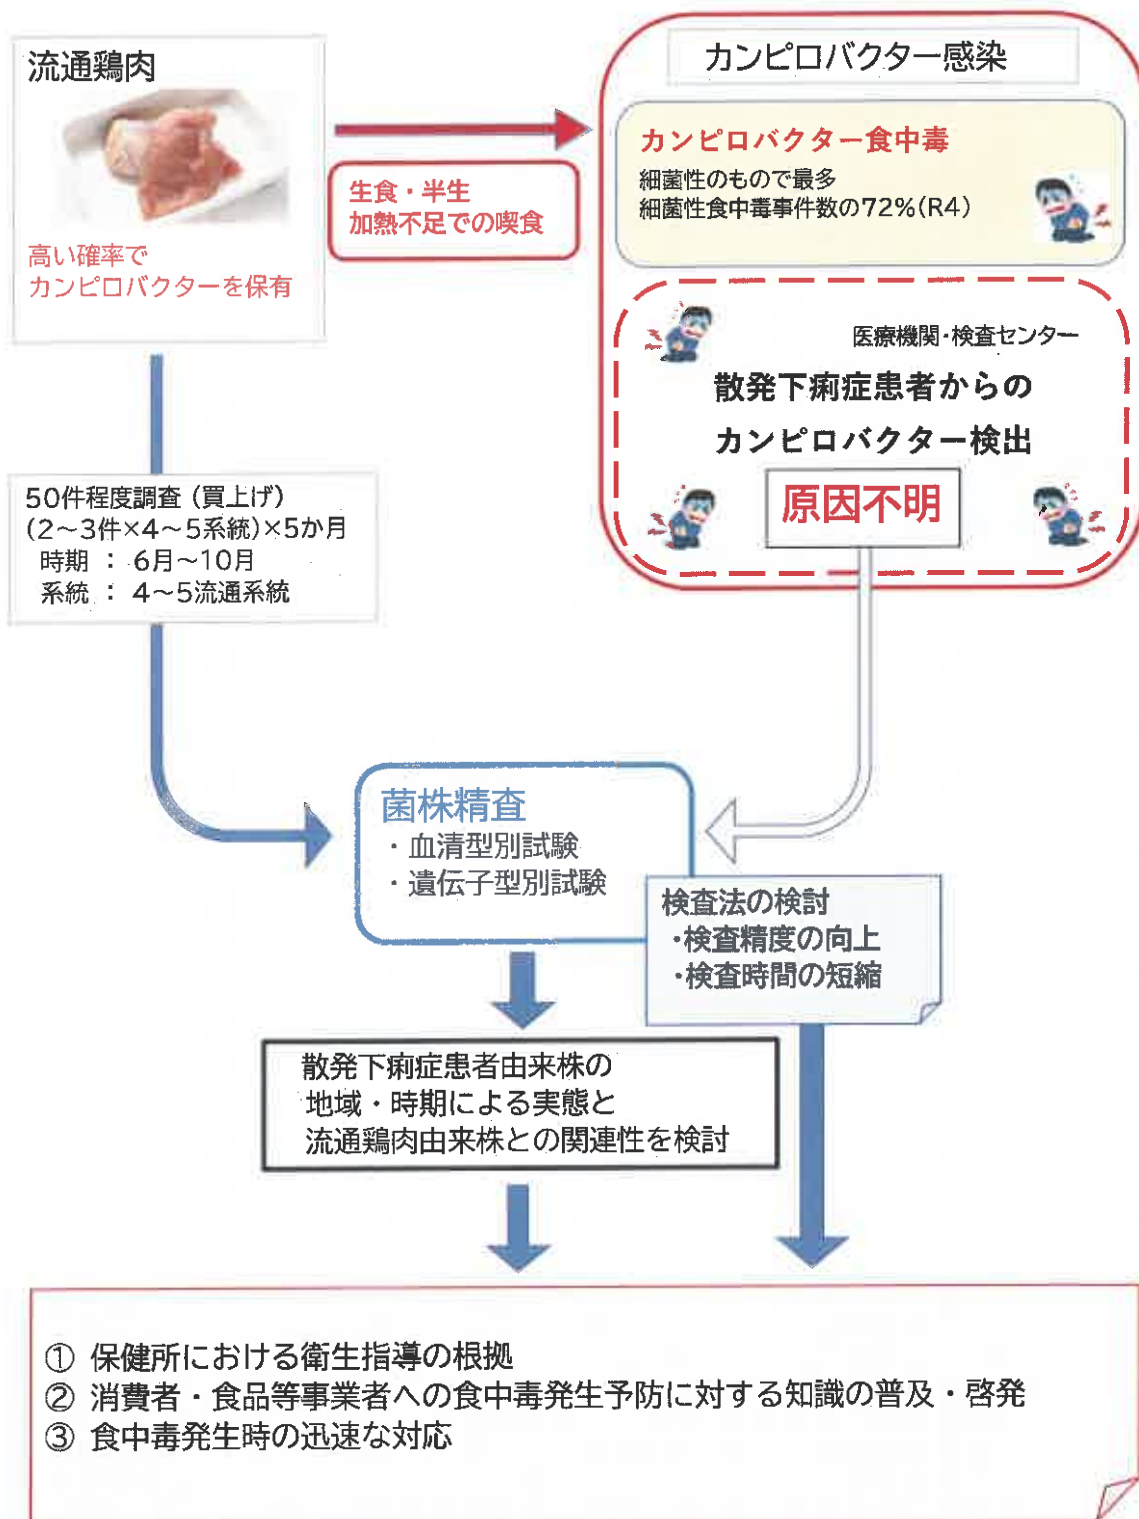 流通鶏肉
高い確率で
カンピロバクターを保有
生食・半生
加熱不足での喫食
カンピロバクター感染
カンピロバクター食中毒
細菌性のもので最多
細菌性食中毒事件数の72%(R4)
医療機関・検査センター
散発下痢症患者からの
カンピロバクター検出
原因不明
50件程度調査（買上げ）
(2～3件×4～5系統)×5か月
時期 ： 6月～10月
系統 ： 4～5流通系統
菌株精査
・血清型別試験
・遺伝子型別試験
検査法の検討
・検査精度の向上
・検査時間の短縮
散発下痢症患者由来株の
地域・時期による実態と
流通鶏肉由来株との関連性を検討
① 保健所における衛生指導の根拠
② 消費者・食品等事業者への食中毒発生予防に対する知識の普及・啓発
③ 食中毒発生時の迅速な対応